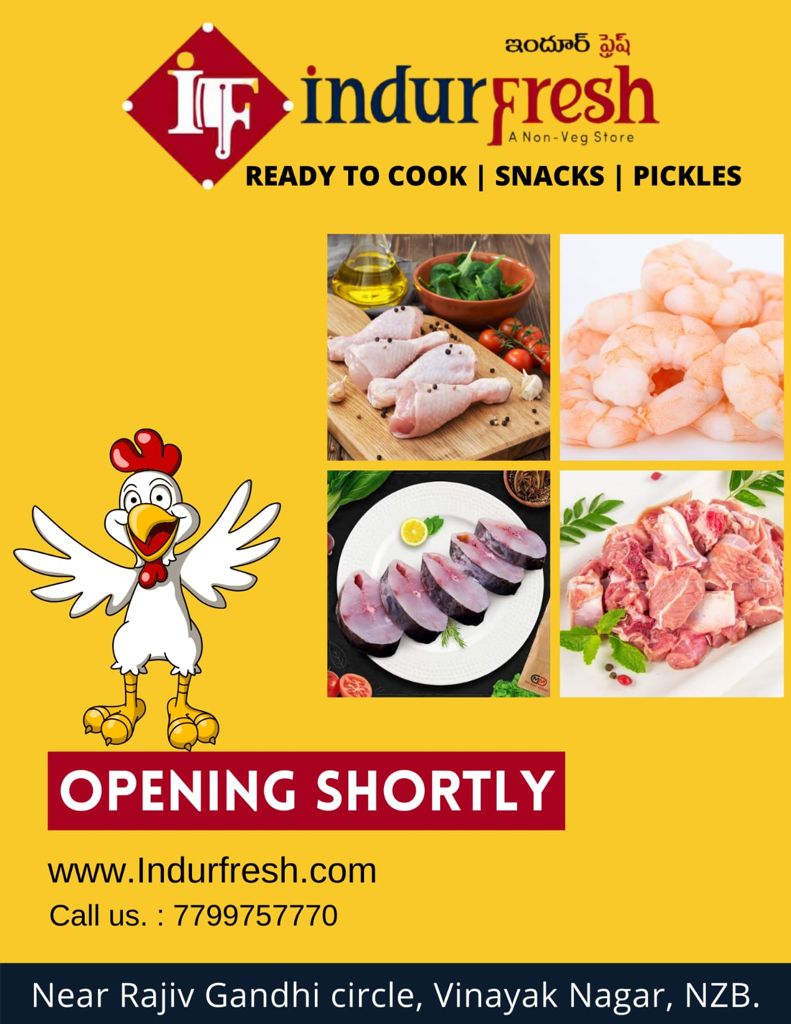 ఇందూర్ ఫ్రెష్
IF
indurfresh
A Non-Veg Store
READY TO COOK | SNACKS | PICKLES
OPENING SHORTLY
www.Indurfresh.com
Call us. : 7799757770
Near Rajiv Gandhi circle, Vinayak Nagar, NZB.